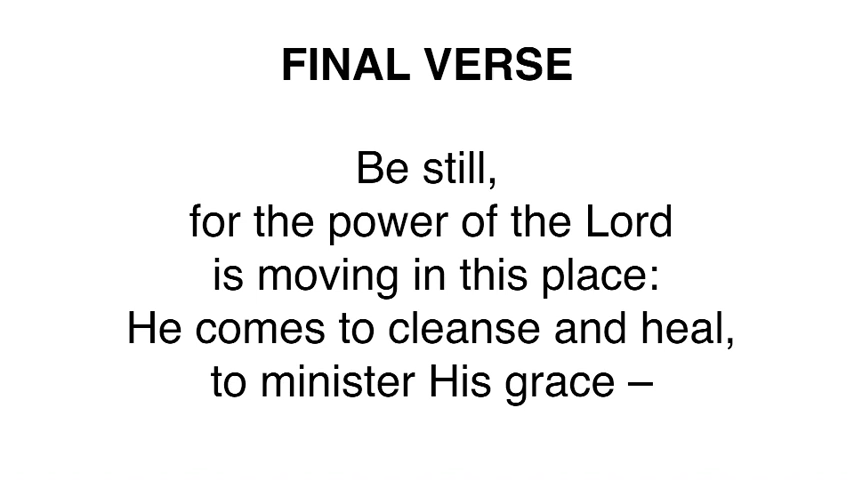 FINAL VERSE
Be still,
for the power of the Lord
is moving in this place:
He comes to cleanse and heal,
to minister His grace –